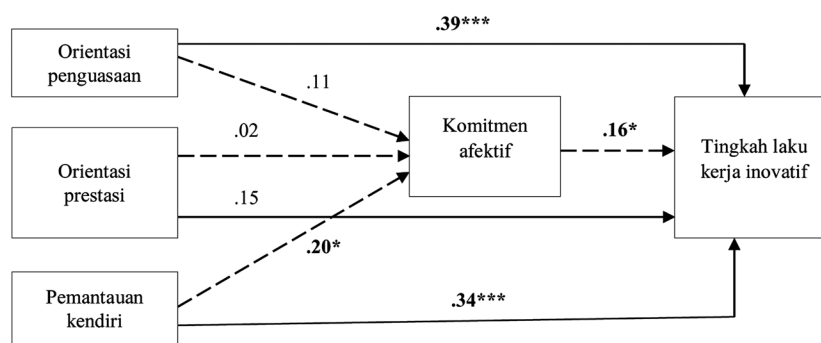 .39***
Orientasi
penguasaan
.11
Komitmen
afektif
.16*
Tingkah laku
kerja inovatif
.02
Orientasi
prestasi
.15
.20*
Pemantauan
kendiri
.34***